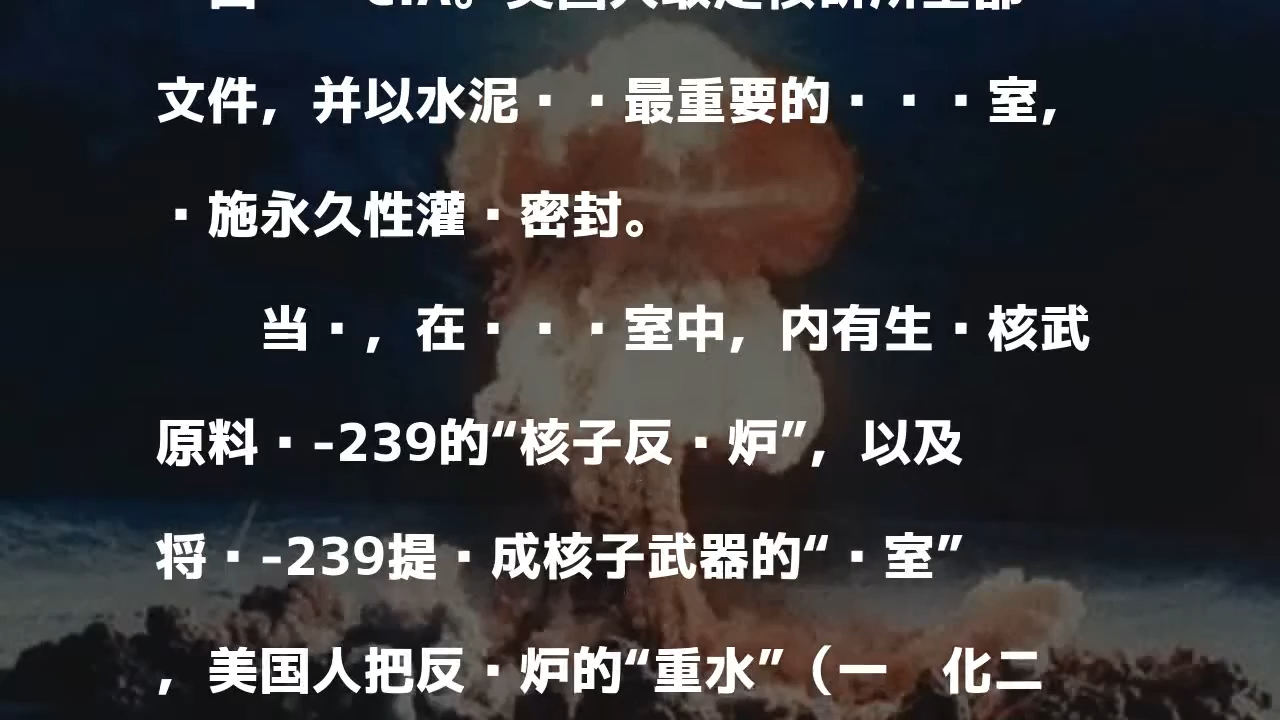 文件，并以水泥··最重要的···室，
·施永久性灌·密封。
当·，在···室中，内有生·核武
原料·-239的“核子反·炉”，以及
将·-239提·成核子武器的“·室”
，美国人把反·炉的“重水”（一　化二